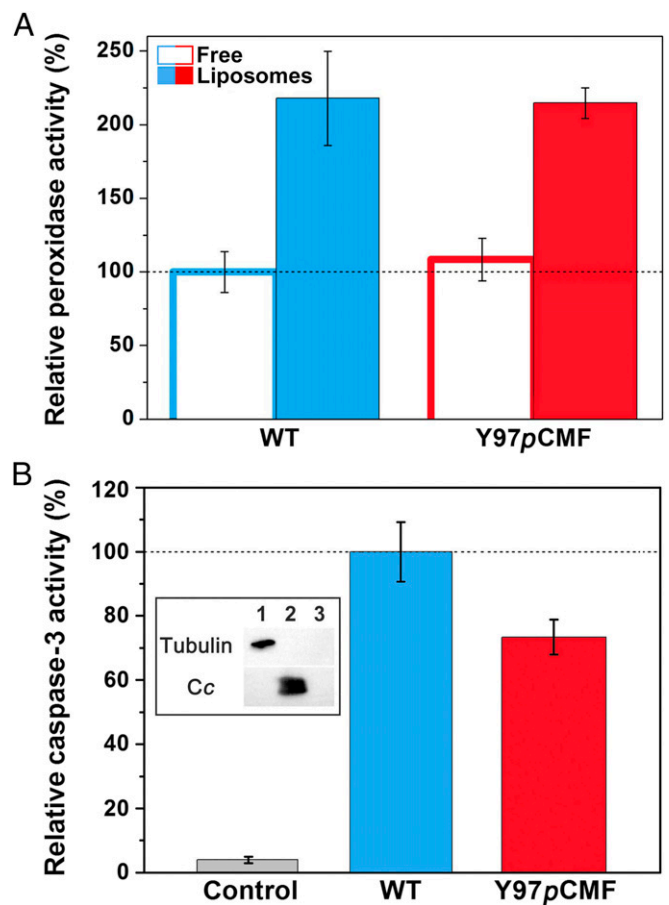 A
Relative peroxidase activity (%)
250
200
150
100
50
0
Free
Liposomes
WT Y97pCMF
B
Relative caspase-3 activity (%)
120
100
80
60
40
20
0
1 2 3
Tubulin
Cc
Control WT Y97pCMF